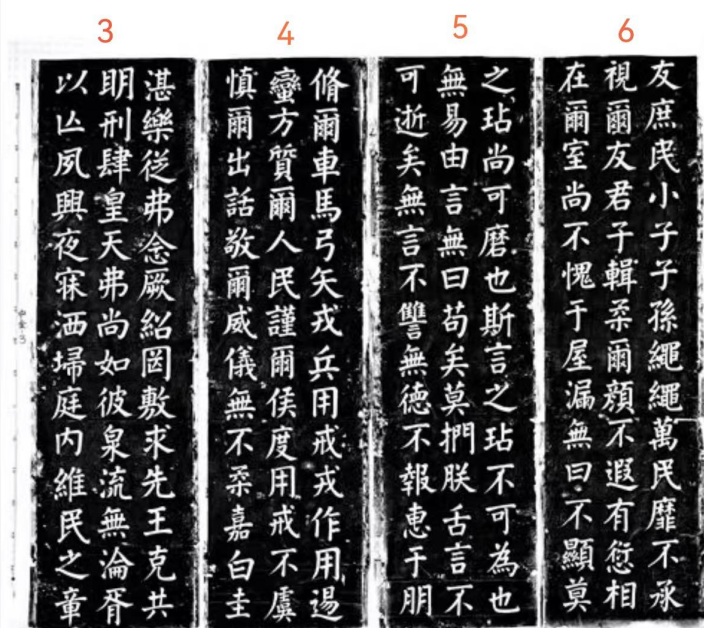 3
湛樂從弗念厥紹罔敷求先王克共
明刑肆皇天弗尚如彼泉流無淪胥
以亡夙興夜寐洒埽庭内維民之章
4
脩爾車馬弓矢戎兵用戒戎作用逷
蠻方質爾人民謹爾侯度用戒不虞
慎爾出話敬爾威儀無不柔嘉白圭
5
之玷尚可磨也斯言之玷不可為也
無易由言無曰苟矣莫捫朕舌言不
可逝矣無言不讐無德不報惠于朋
6
友庶民小子子孫繩繩萬民靡不承
視爾友君子輯柔爾顏不遐有愆相
在爾室尚不愧于屋漏無曰不顯莫